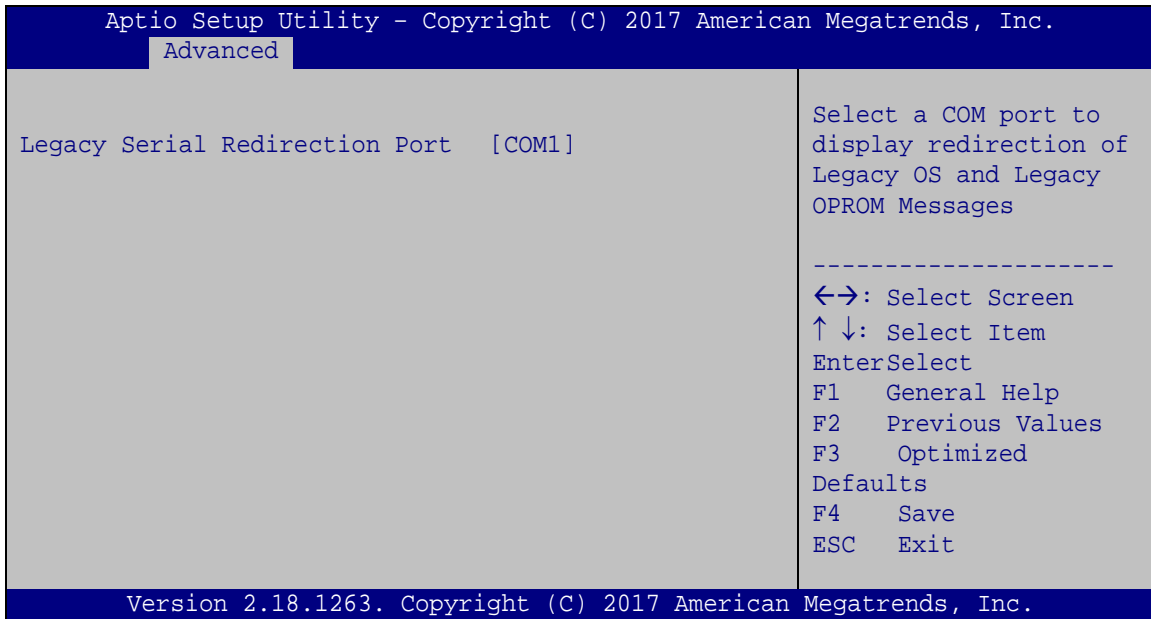 Aptio Setup Utility – Copyright (C) 2017 American Megatrends, Inc.
Advanced
Legacy Serial Redirection Port [COM1]
Select a COM port to
display redirection of
Legacy OS and Legacy
OPROM Messages
---------------------
←→: Select Screen
↑ ↓: Select Item
EnterSelect
F1 General Help
F2 Previous Values
F3 Optimized
Defaults
F4 Save
ESC Exit
Version 2.18.1263. Copyright (C) 2017 American Megatrends, Inc.